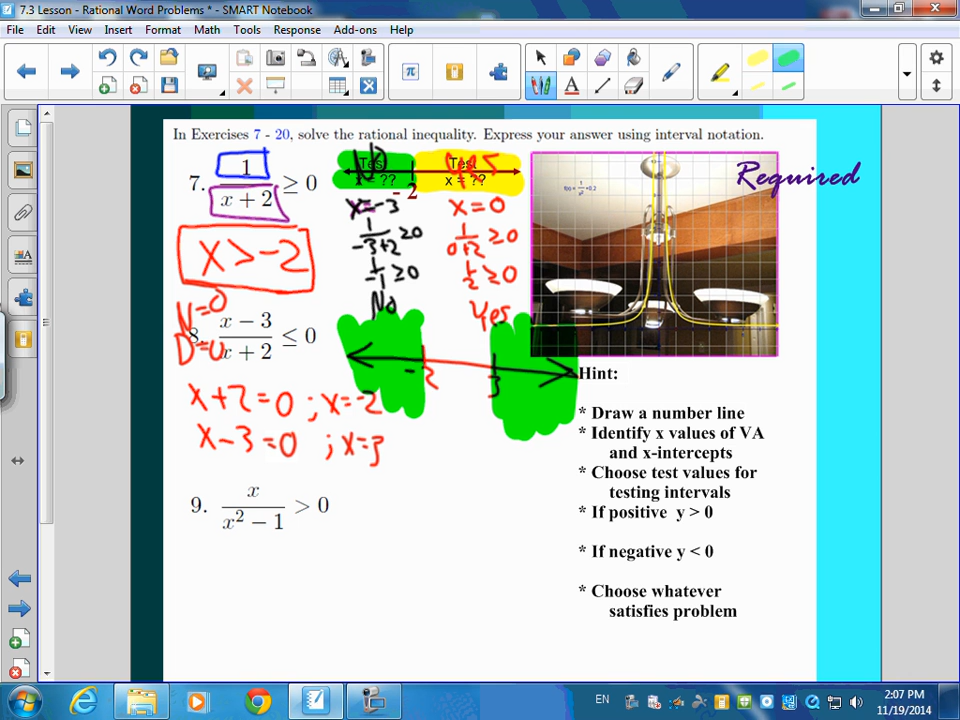 7.3 Lesson - Rational Word Problems * - SMART Notebook
File Edit View Insert Format Math Tools Response Add-ons Help
In Exercises 7 - 20, solve the rational inequality. Express your answer using interval notation.
7. 1 / x + 2 ≥ 0
x > -2
N=0
D=0
8. x − 3 / x + 2 ≤ 0
x+2=0 ; x=-2
x-3=0 ; x=3
9. x / x² − 1 > 0
No
x = ??
Yes
Test
x = ??
-2
x=-3
1 / -3+2 ≥0
1 / -1 ≥0
No
x=0
1 / 0+2 ≥0
1/2 ≥0
Yes
-2
3
Required
Hint:
* Draw a number line
* Identify x values of VA
and x-intercepts
* Choose test values for
testing intervals
* If positive y > 0
* If negative y < 0
* Choose whatever
satisfies problem
EN
2:07 PM
11/19/2014